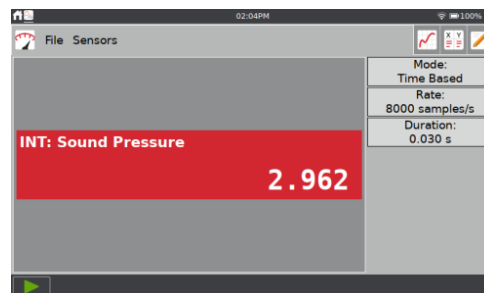 02:04PM
100%
File Sensors
X Y
Mode:
Time Based
Rate:
8000 samples/s
Duration:
0.030 s
INT: Sound Pressure
2.962